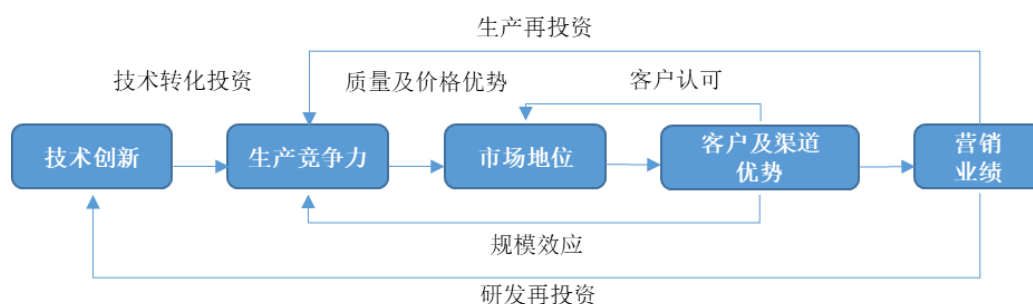 生产再投资
技术转化投资
质量及价格优势
客户认可
技术创新
生产竞争力
市场地位
客户及渠道
优势
营销
业绩
规模效应
研发再投资